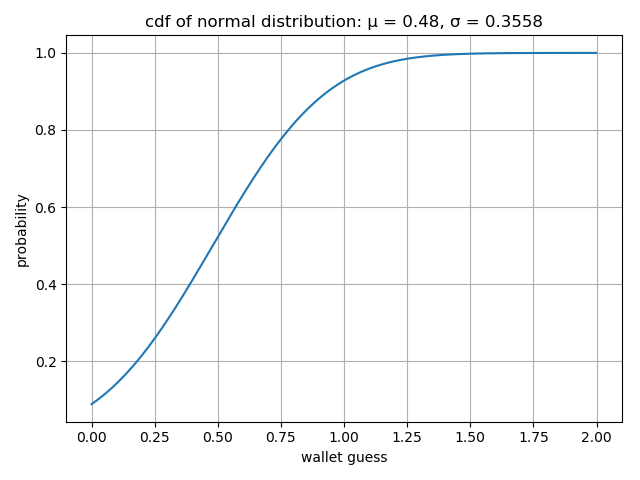 cdf of normal distribution: μ = 0.48, σ = 0.3558
1.0
0.8
0.6
0.4
0.2
probability
0.00 0.25 0.50 0.75 1.00 1.25 1.50 1.75 2.00
wallet guess